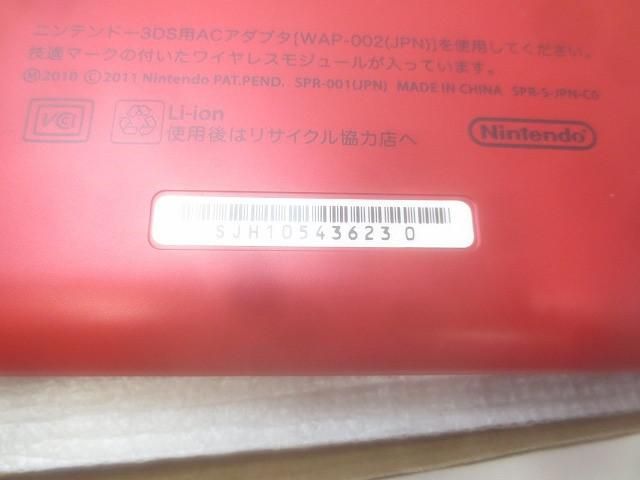 ニンテンドー3DS用ACアダプタ[WAP-002(JPN)]を使用してください。
技適マークの付いたワイヤレスモジュールが入っています。
Ⓜ2010 Ⓒ2011 Nintendo PAT.PEND. SPR-001(JPN) MADE IN CHINA SPR-S-JPN-C0
VCI
Li-ion
使用後はリサイクル協力店へ
Nintendo
SJH10543623 0